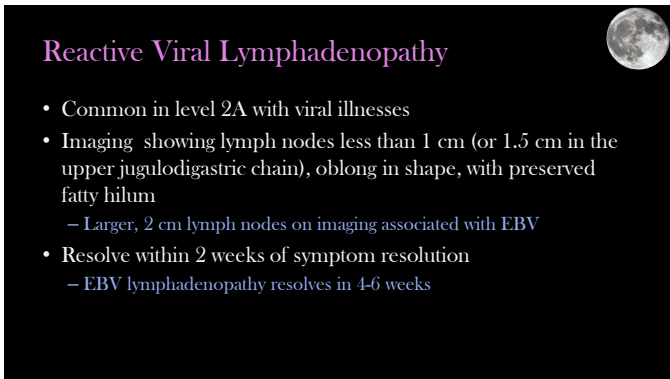 Reactive Viral Lymphadenopathy
• Common in level 2A with viral illnesses
• Imaging showing lymph nodes less than 1 cm (or 1.5 cm in the
upper jugulodigastric chain), oblong in shape, with preserved
fatty hilum
– Larger, 2 cm lymph nodes on imaging associated with EBV
• Resolve within 2 weeks of symptom resolution
– EBV lymphadenopathy resolves in 4-6 weeks